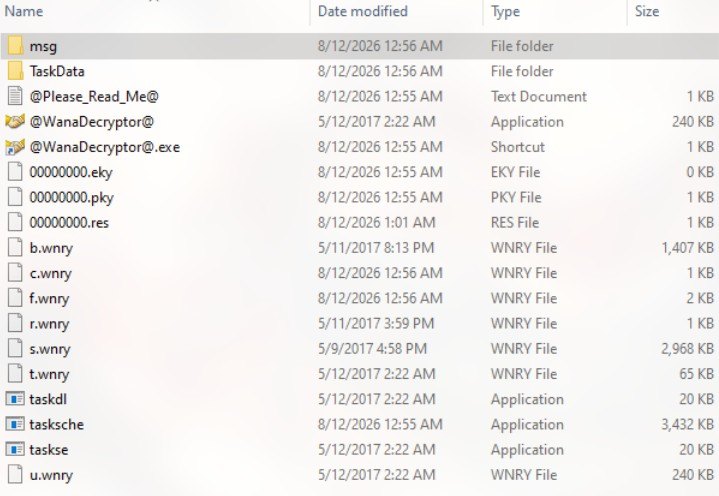 Name Date modified Type Size
msg 8/12/2026 12:56 AM File folder
TaskData 8/12/2026 12:56 AM File folder
@Please_Read_Me@ 8/12/2026 12:55 AM Text Document 1 KB
@WanaDecryptor@ 5/12/2017 2:22 AM Application 240 KB
@WanaDecryptor@.exe 8/12/2026 12:55 AM Shortcut 1 KB
00000000.eky 8/12/2026 12:55 AM EKY File 0 KB
00000000.pky 8/12/2026 12:55 AM PKY File 1 KB
00000000.res 8/12/2026 1:01 AM RES File 1 KB
b.wnry 5/11/2017 8:13 PM WNRY File 1,407 KB
c.wnry 8/12/2026 12:56 AM WNRY File 1 KB
f.wnry 8/12/2026 12:56 AM WNRY File 2 KB
r.wnry 5/11/2017 3:59 PM WNRY File 1 KB
s.wnry 5/9/2017 4:58 PM WNRY File 2,968 KB
t.wnry 5/12/2017 2:22 AM WNRY File 65 KB
taskdl 5/12/2017 2:22 AM Application 20 KB
tasksche 8/12/2026 12:55 AM Application 3,432 KB
taskse 5/12/2017 2:22 AM Application 20 KB
u.wnry 5/12/2017 2:22 AM WNRY File 240 KB